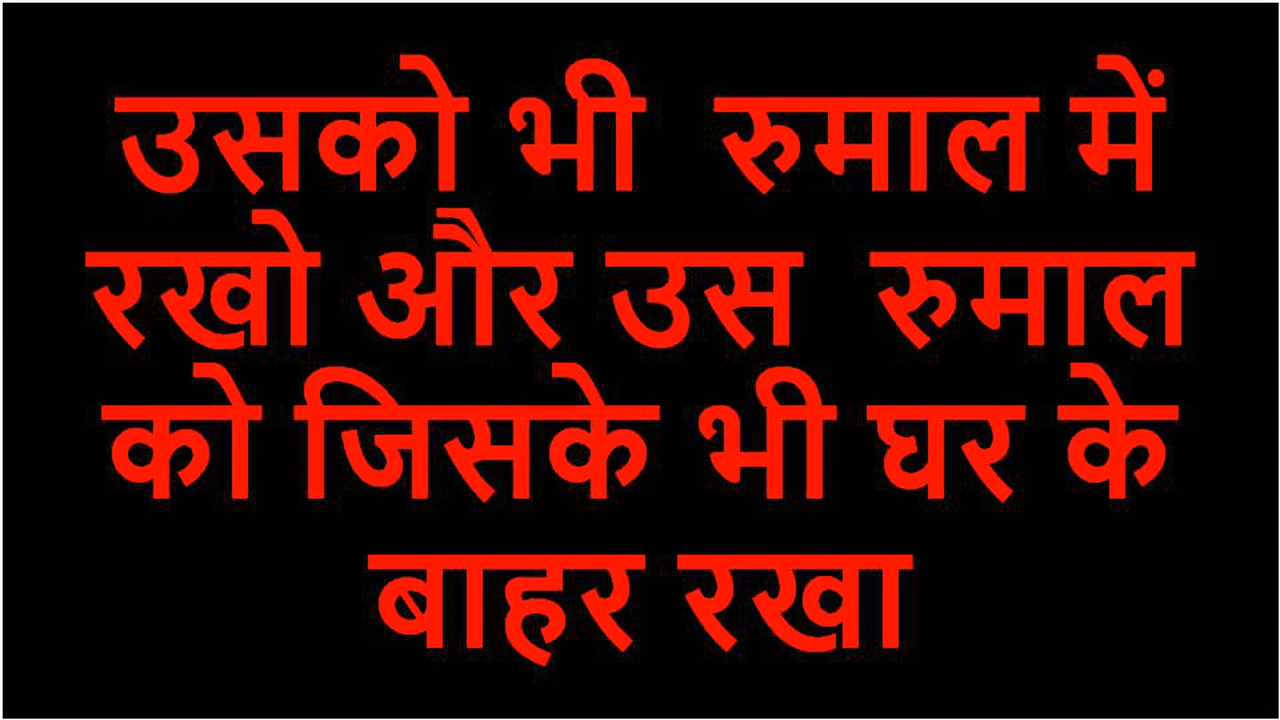 उसको भी रुमाल में
रखो और उस रुमाल
को जिसके भी घर के
बाहर रखा